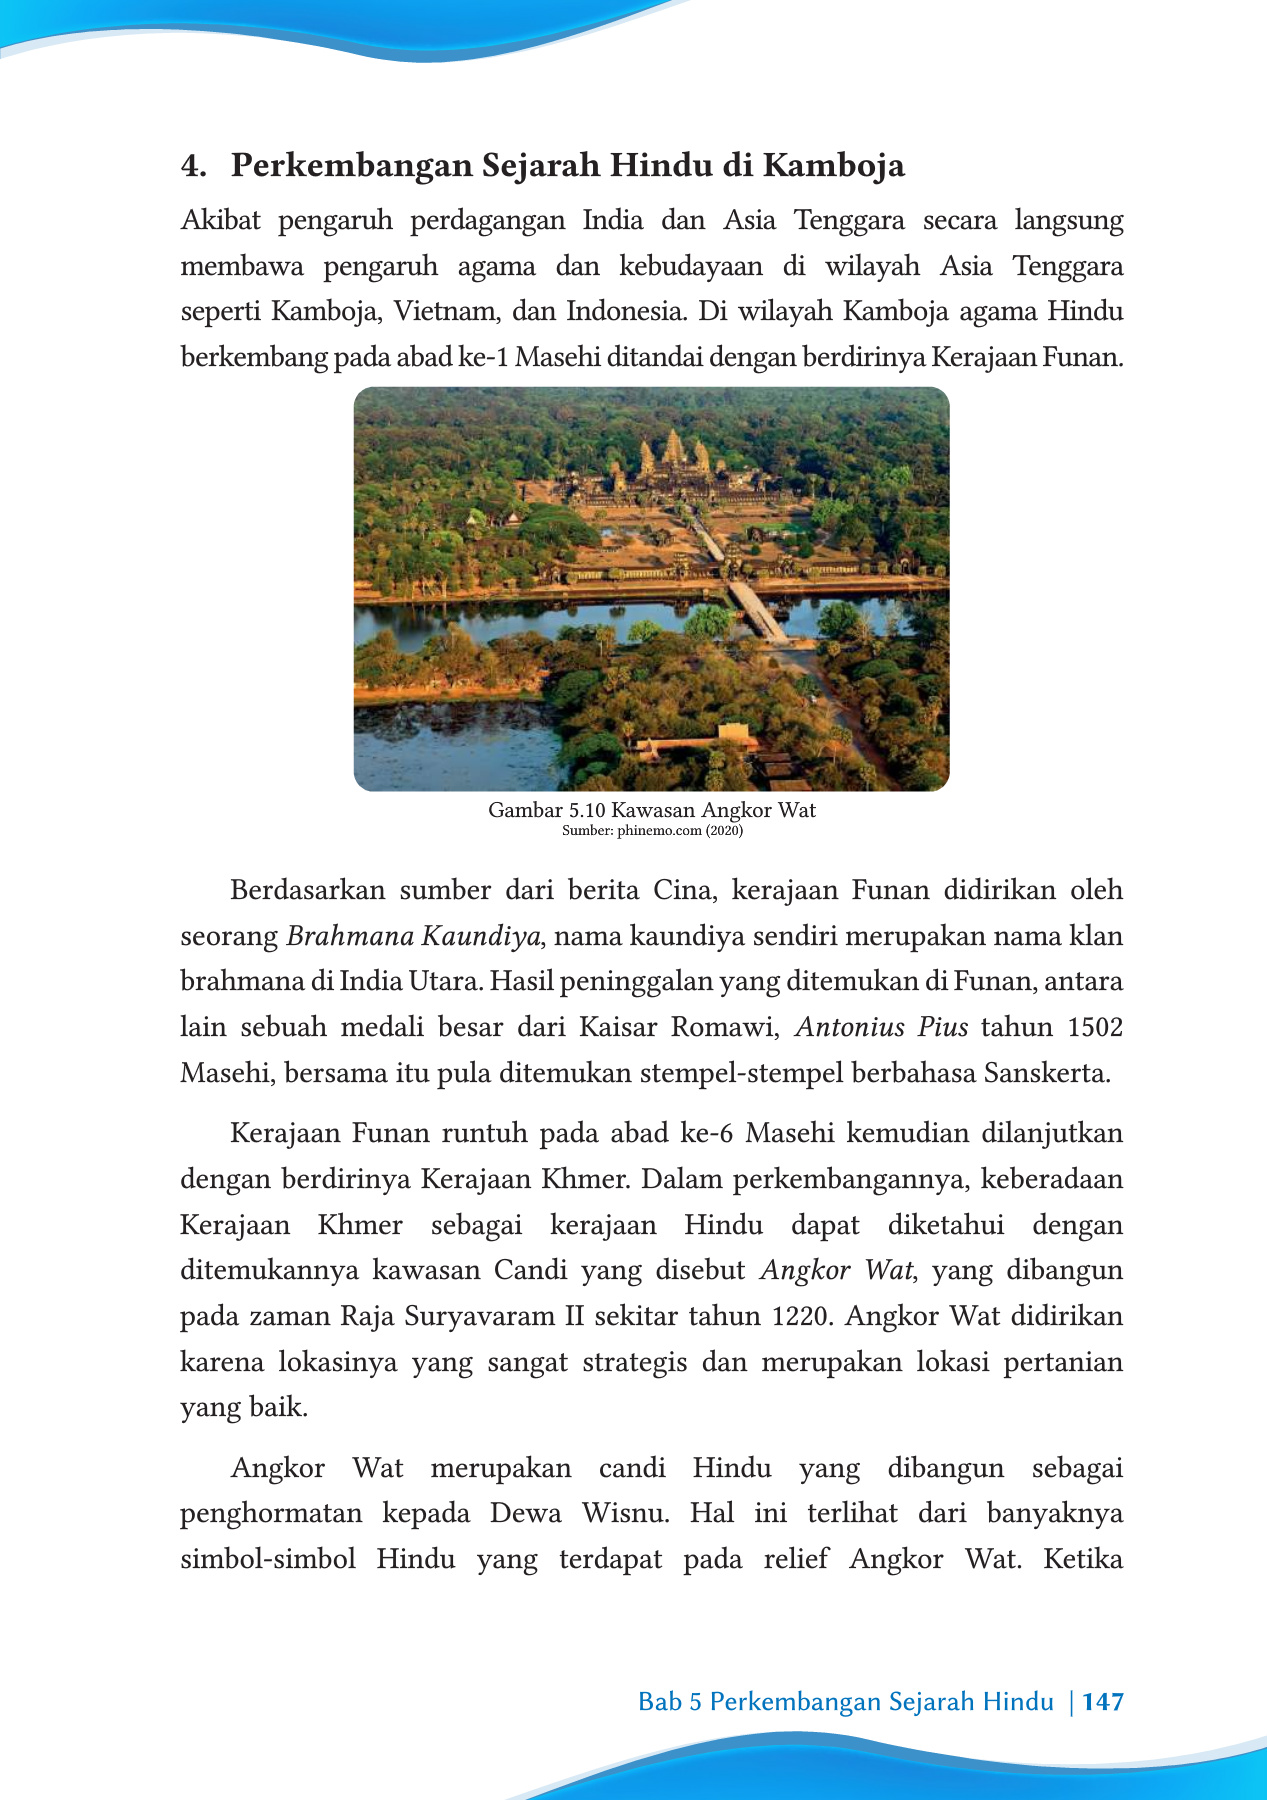 4. Perkembangan Sejarah Hindu di Kamboja
Akibat pengaruh perdagangan India dan Asia Tenggara secara langsung
membawa pengaruh agama dan kebudayaan di wilayah Asia Tenggara
seperti Kamboja, Vietnam, dan Indonesia. Di wilayah Kamboja agama Hindu
berkembang pada abad ke-1 Masehi ditandai dengan berdirinya Kerajaan Funan.
Gambar 5.10 Kawasan Angkor Wat
Sumber: phinemo.com (2020)
Berdasarkan sumber dari berita Cina, kerajaan Funan didirikan oleh
seorang Brahmana Kaundiya, nama kaundiya sendiri merupakan nama klan
brahmana di India Utara. Hasil peninggalan yang ditemukan di Funan, antara
lain sebuah medali besar dari Kaisar Romawi, Antonius Pius tahun 1502
Masehi, bersama itu pula ditemukan stempel-stempel berbahasa Sanskerta.
Kerajaan Funan runtuh pada abad ke-6 Masehi kemudian dilanjutkan
dengan berdirinya Kerajaan Khmer. Dalam perkembangannya, keberadaan
Kerajaan Khmer sebagai kerajaan Hindu dapat diketahui dengan
ditemukannya kawasan Candi yang disebut Angkor Wat, yang dibangun
pada zaman Raja Suryavaram II sekitar tahun 1220. Angkor Wat didirikan
karena lokasinya yang sangat strategis dan merupakan lokasi pertanian
yang baik.
Angkor Wat merupakan candi Hindu yang dibangun sebagai
penghormatan kepada Dewa Wisnu. Hal ini terlihat dari banyaknya
simbol-simbol Hindu yang terdapat pada relief Angkor Wat. Ketika
Bab 5 Perkembangan Sejarah Hindu | 147